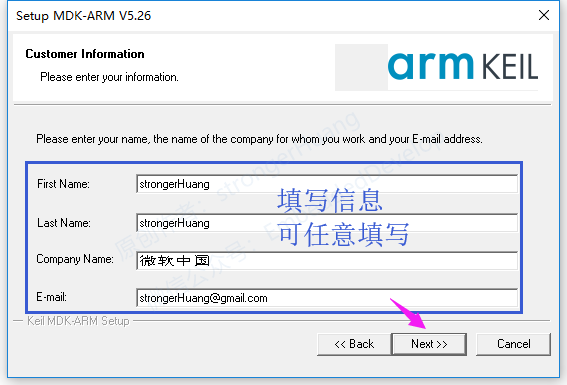 Setup MDK-ARM V5.26
Customer Information
Please enter your information.
arm KEIL
Please enter your name, the name of the company for whom you work and your E-mail address.
First Name: strongerHuang
Last Name: strongerHuang
Company Name: 微软中国
E-mail: strongerHuang@gmail.com
填写信息
可任意填写
Keil MDK-ARM Setup
<< Back
Next >>
Cancel